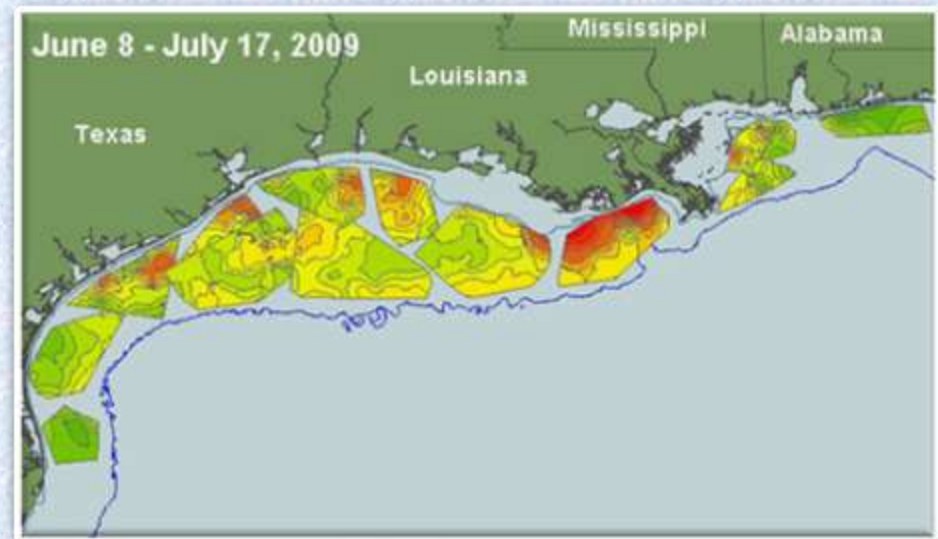 June 8 - July 17, 2009
Mississippi
Alabama
Louisiana
Texas